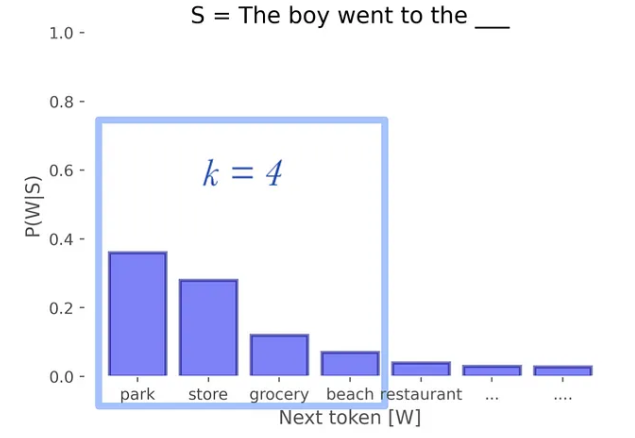 S = The boy went to the ___
1.0
0.8
0.6
0.4
0.2
0.0
P(W|S)
k = 4
park store grocery beach restaurant ... ....
Next token [W]